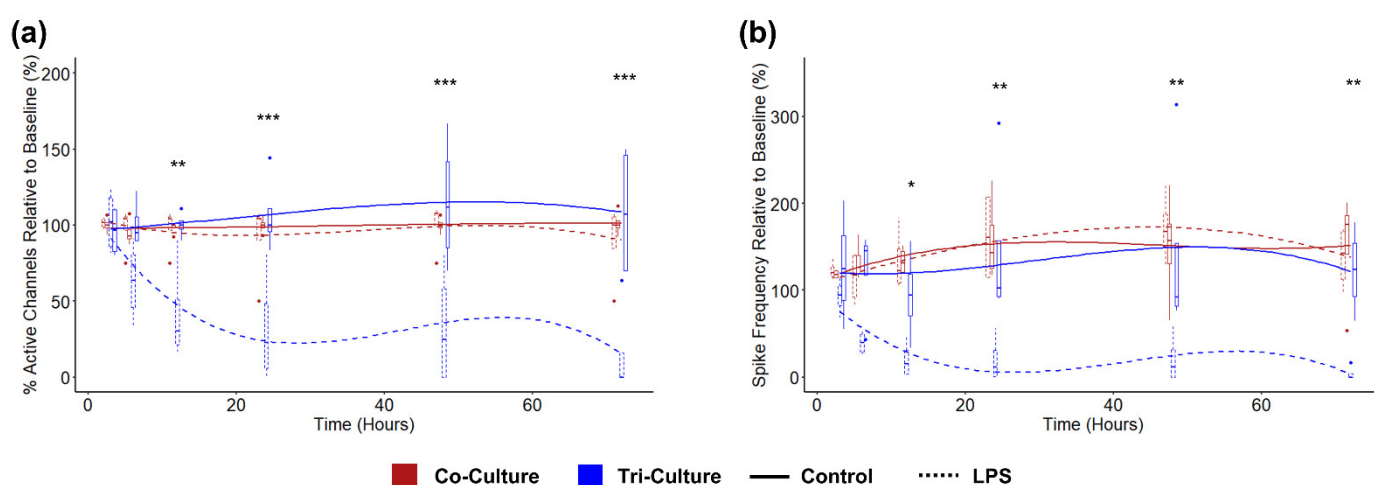 (a)
% Active Channels Relative to Baseline (%)
200
150
100
50
0
**
***
***
***
0 20 40 60
Time (Hours)
(b)
Spike Frequency Relative to Baseline (%)
300
200
100
0
*
**
**
**
0 20 40 60
Time (Hours)
Co-Culture Tri-Culture Control LPS